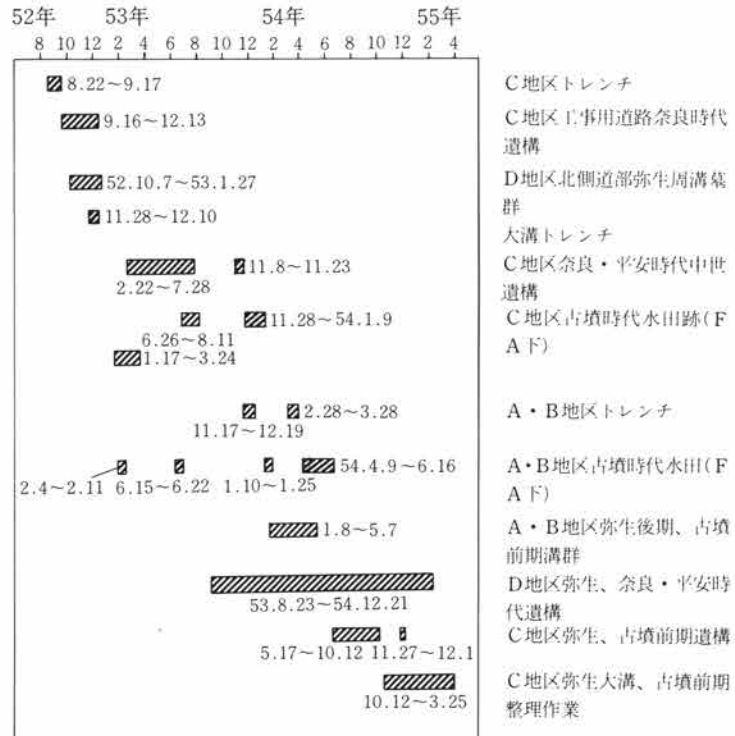 52年 53年 54年 55年
8 10 12 2 4 6 8 10 12 2 4 6 8 10 12 2 4
8.22～9.17
C地区トレンチ
9.16～12.13
C地区工事用道路奈良時代
遺構
52.10.7～53.1.27
D地区北側道部弥生周溝墓
群
11.28～12.10
大溝トレンチ
11.8～11.23
2.22～7.28
C地区奈良・平安時代中世
遺構
11.28～54.1.9
6.26～8.11
1.17～3.24
C地区古墳時代水田跡(F
A下)
2.28～3.28
11.17～12.19
A・B地区トレンチ
54.4.9～6.16
2.4～2.11 6.15～6.22 1.10～1.25
A・B地区古墳時代水田(F
A下)
1.8～5.7
A・B地区弥生後期、古墳
前期溝群
53.8.23～54.12.21
D地区弥生、奈良・平安時
代遺構
5.17～10.12 11.27～12.1
C地区弥生、古墳前期遺構
10.12～3.25
C地区弥生大溝、古墳前期
整理作業